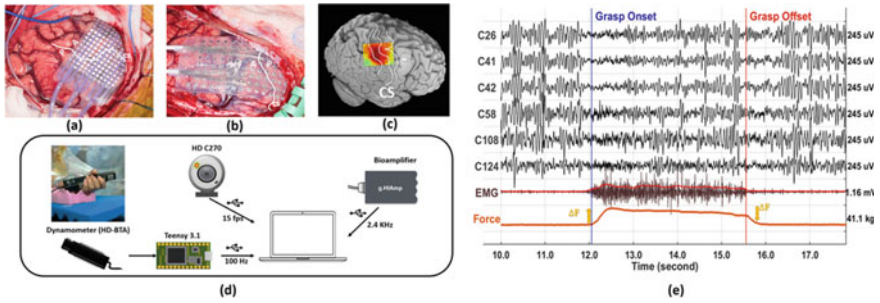 CS
(a)
(b)
CS
(c)
HD C270
Bioamplifier
g.HIAmp
15 fps
2.4 KHz
Dynamometer (HD-BTA)
Teensy 3.1
100 Hz
(d)
Grasp Onset
Grasp Offset
C26
245 uV
C41
245 uV
C42
245 uV
C58
245 uV
C108
245 uV
C124
245 uV
EMG
1.16 mV
Force
ΔF
ΔF
41.1 kg
10.0 11.0 12.0 13.0 14.0 15.0 16.0 17.0
Time (second)
(e)